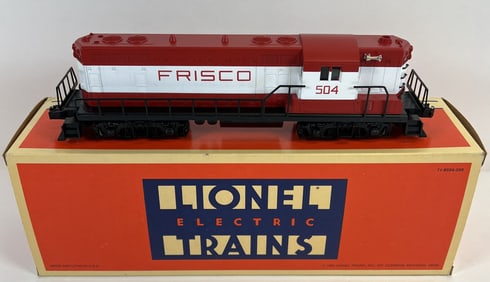 FRISCO
504
LIONEL
ELECTRIC
TRAINS